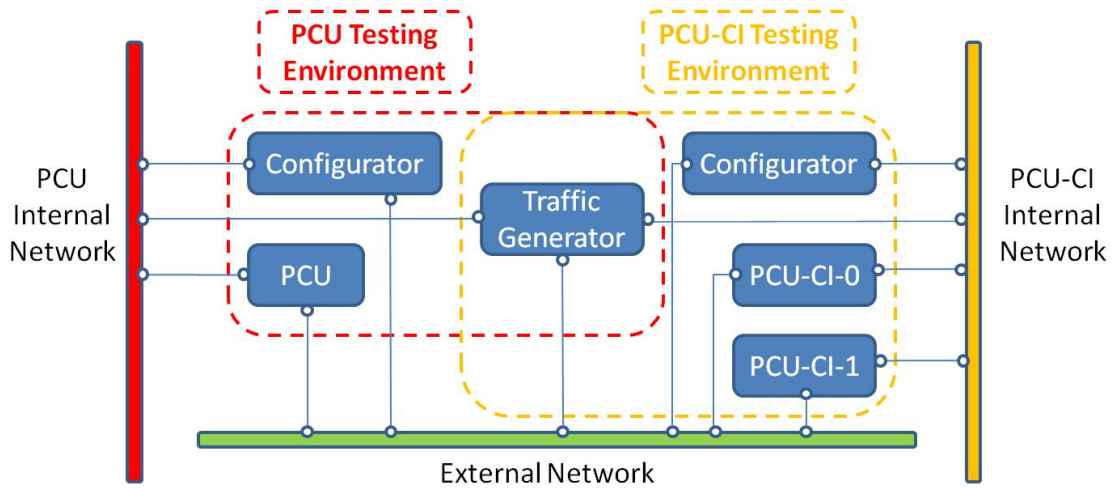 PCU Testing
Environment
PCU-CI Testing
Environment
PCU
Internal
Network
Configurator
Traffic
Generator
PCU
Configurator
PCU-CI-0
PCU-CI-1
PCU-CI
Internal
Network
External Network